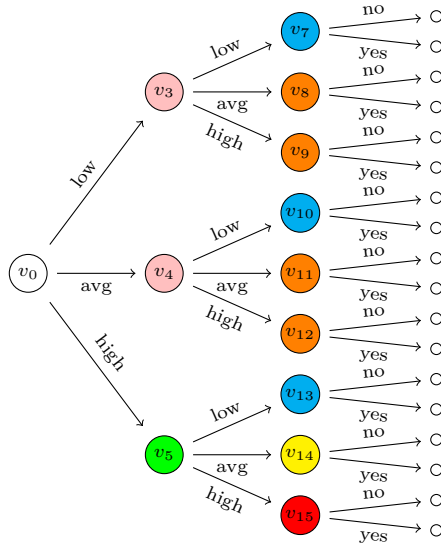 no
v7
low
yes
no
v3
avg
v8
yes
high
no
v9
yes
low
no
v10
low
yes
no
v0
avg
v4
avg
v11
yes
high
no
v12
high
yes
no
v13
low
yes
no
v5
avg
v14
yes
high
no
v15
yes